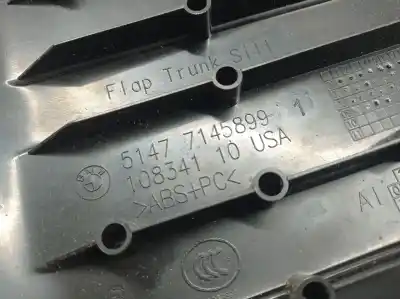 Flap Trunk Sill
5147 7145899 1
108341 10 USA
>ABS+PC<